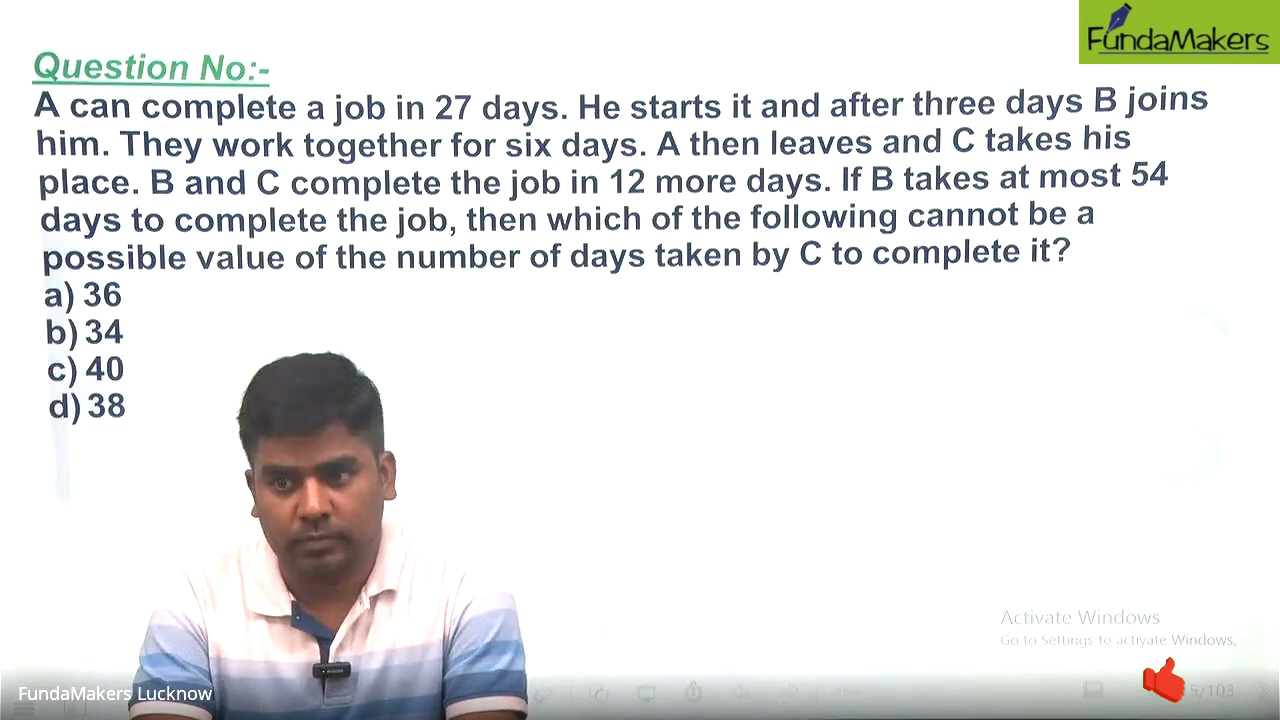 FundaMakers
Question No:-
A can complete a job in 27 days. He starts it and after three days B joins
him. They work together for six days. A then leaves and C takes his
place. B and C complete the job in 12 more days. If B takes at most 54
days to complete the job, then which of the following cannot be a
possible value of the number of days taken by C to complete it?
a) 36
b) 34
c) 40
d) 38
Activate Windows
Go to Settings to activate Windows.
FundaMakers Lucknow
5/103